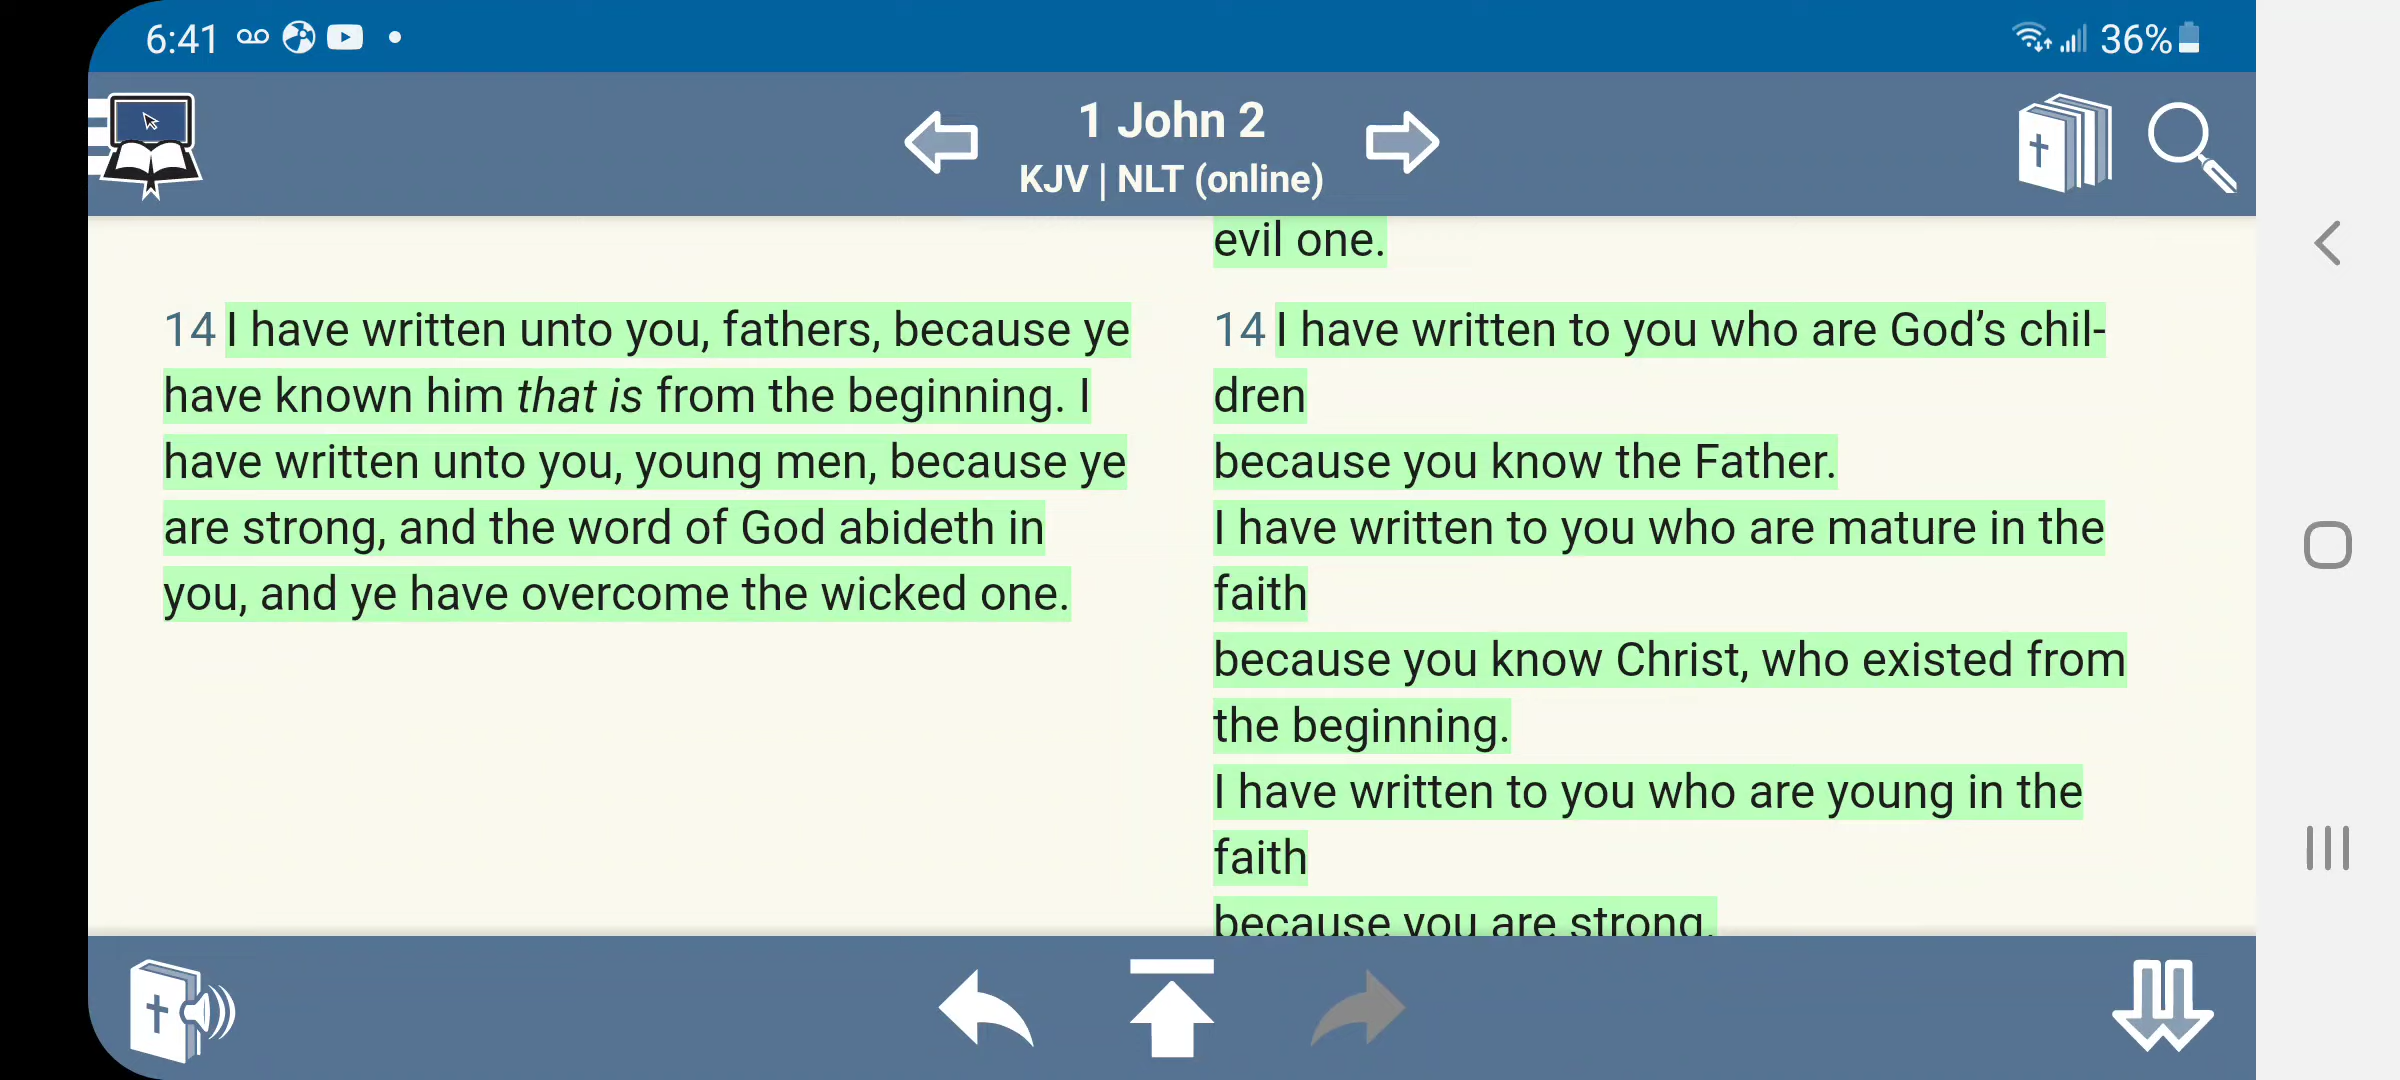 6:41
36%
1 John 2
KJV | NLT (online)
14 I have written unto you, fathers, because ye
have known him that is from the beginning. I
have written unto you, young men, because ye
are strong, and the word of God abideth in
you, and ye have overcome the wicked one.
evil one.
14 I have written to you who are God’s chil-
dren
because you know the Father.
I have written to you who are mature in the
faith
because you know Christ, who existed from
the beginning.
I have written to you who are young in the
faith
because you are strong.